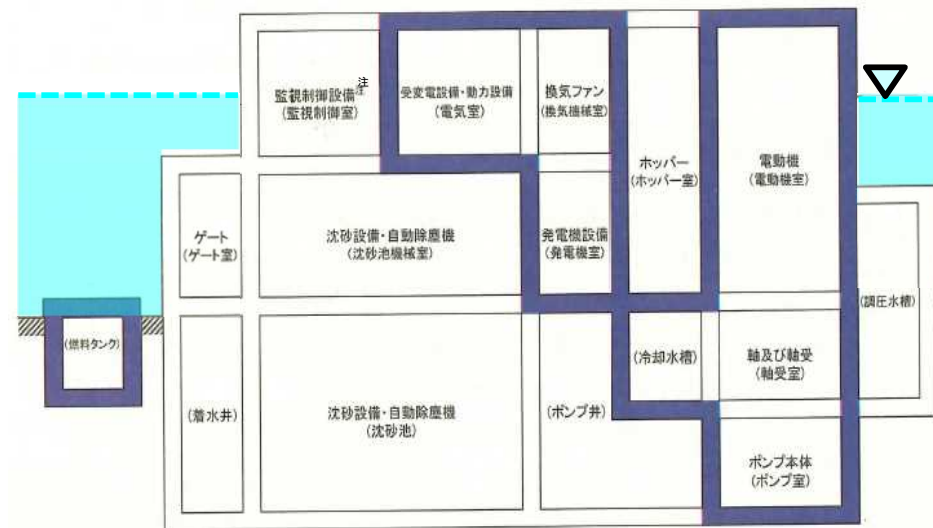 監視制御設備注注
(監視制御室)
受変電設備・動力設備
(電気室)
換気ファン
(換気機械室)
ホッパー
(ホッパー室)
電動機
(電動機室)
ゲート
(ゲート室)
沈砂設備・自動除塵機
(沈砂池機械室)
発電機設備
(発電機室)
(調圧水槽)
(燃料タンク)
(着水井)
沈砂設備・自動除塵機
(沈砂池)
(ポンプ井)
(冷却水槽)
軸及び軸受
(軸受室)
ポンプ本体
(ポンプ室)